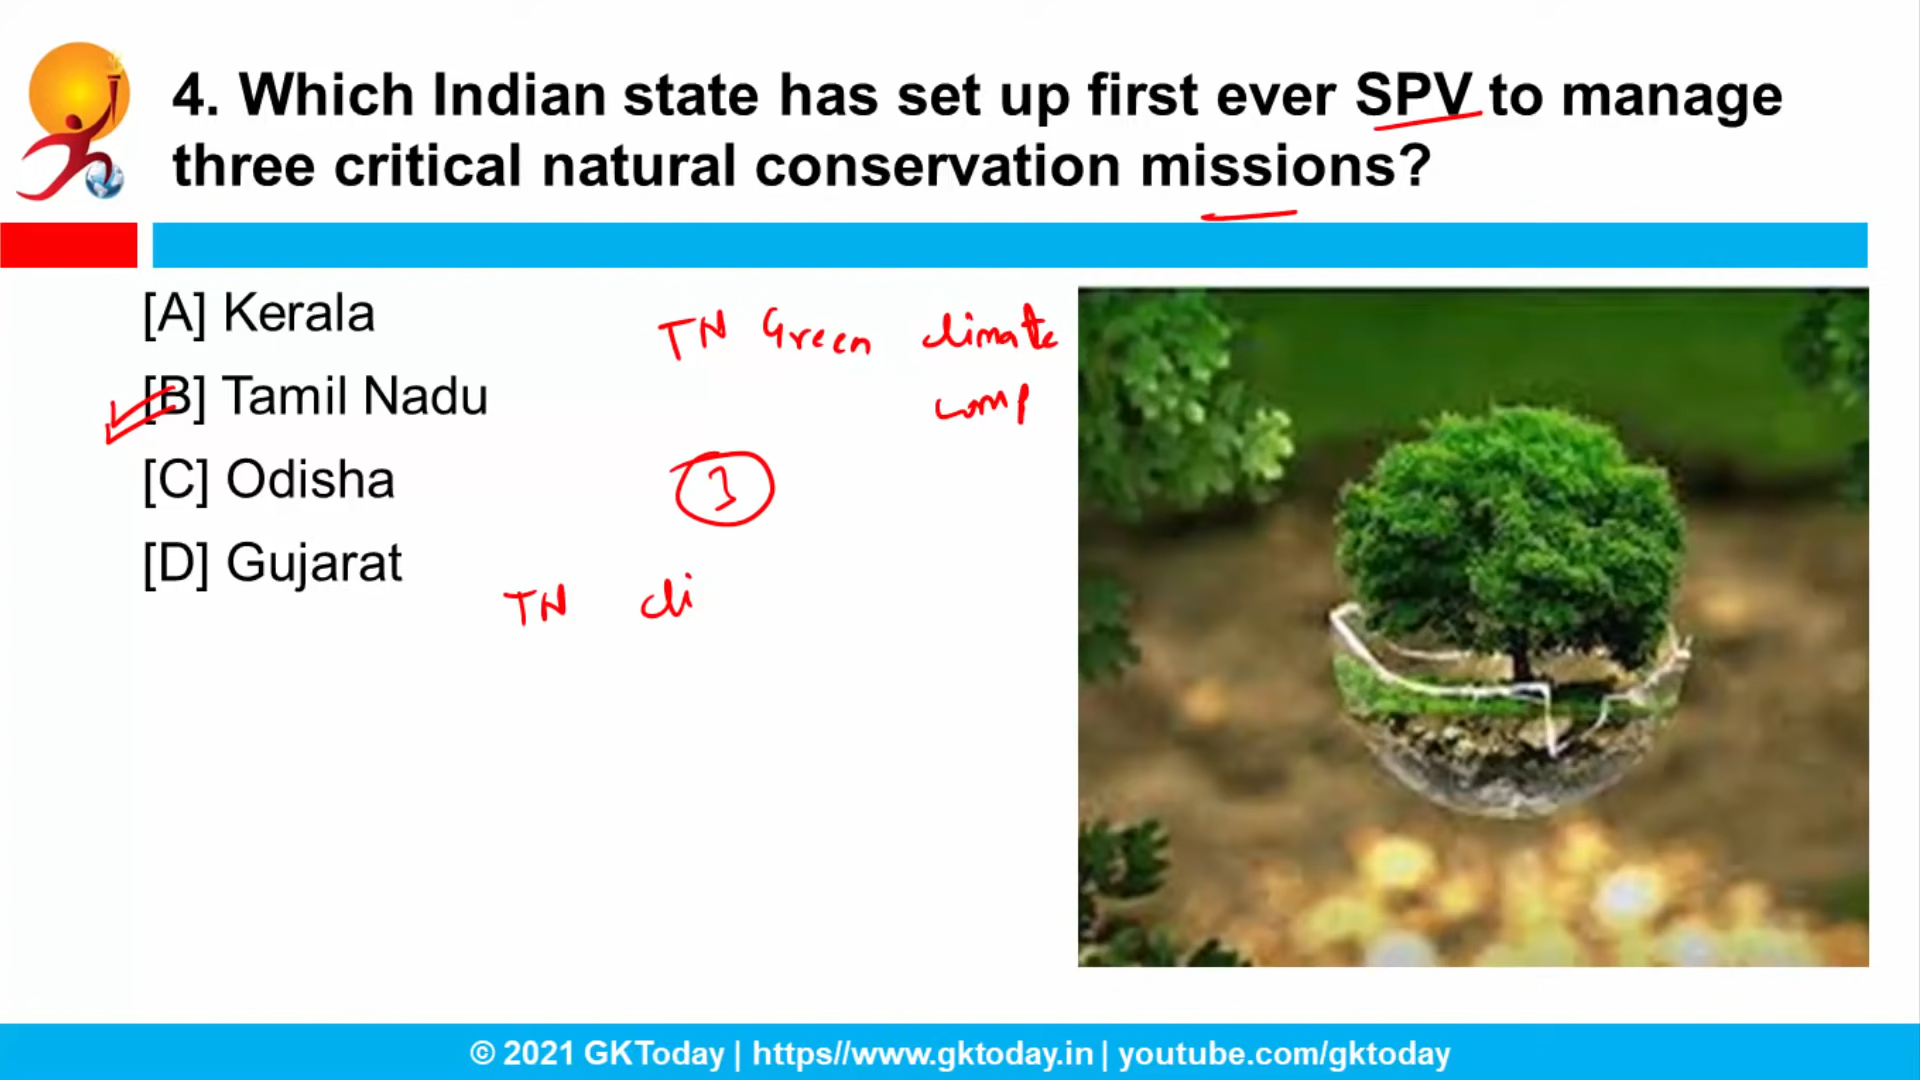 4. Which Indian state has set up first ever SPV to manage
three critical natural conservation missions?
[A] Kerala
TN Green climate
[B] Tamil Nadu
comp
[C] Odisha
3
[D] Gujarat
TN cli
© 2021 GKToday | https//www.gktoday.in | youtube.com/gktoday